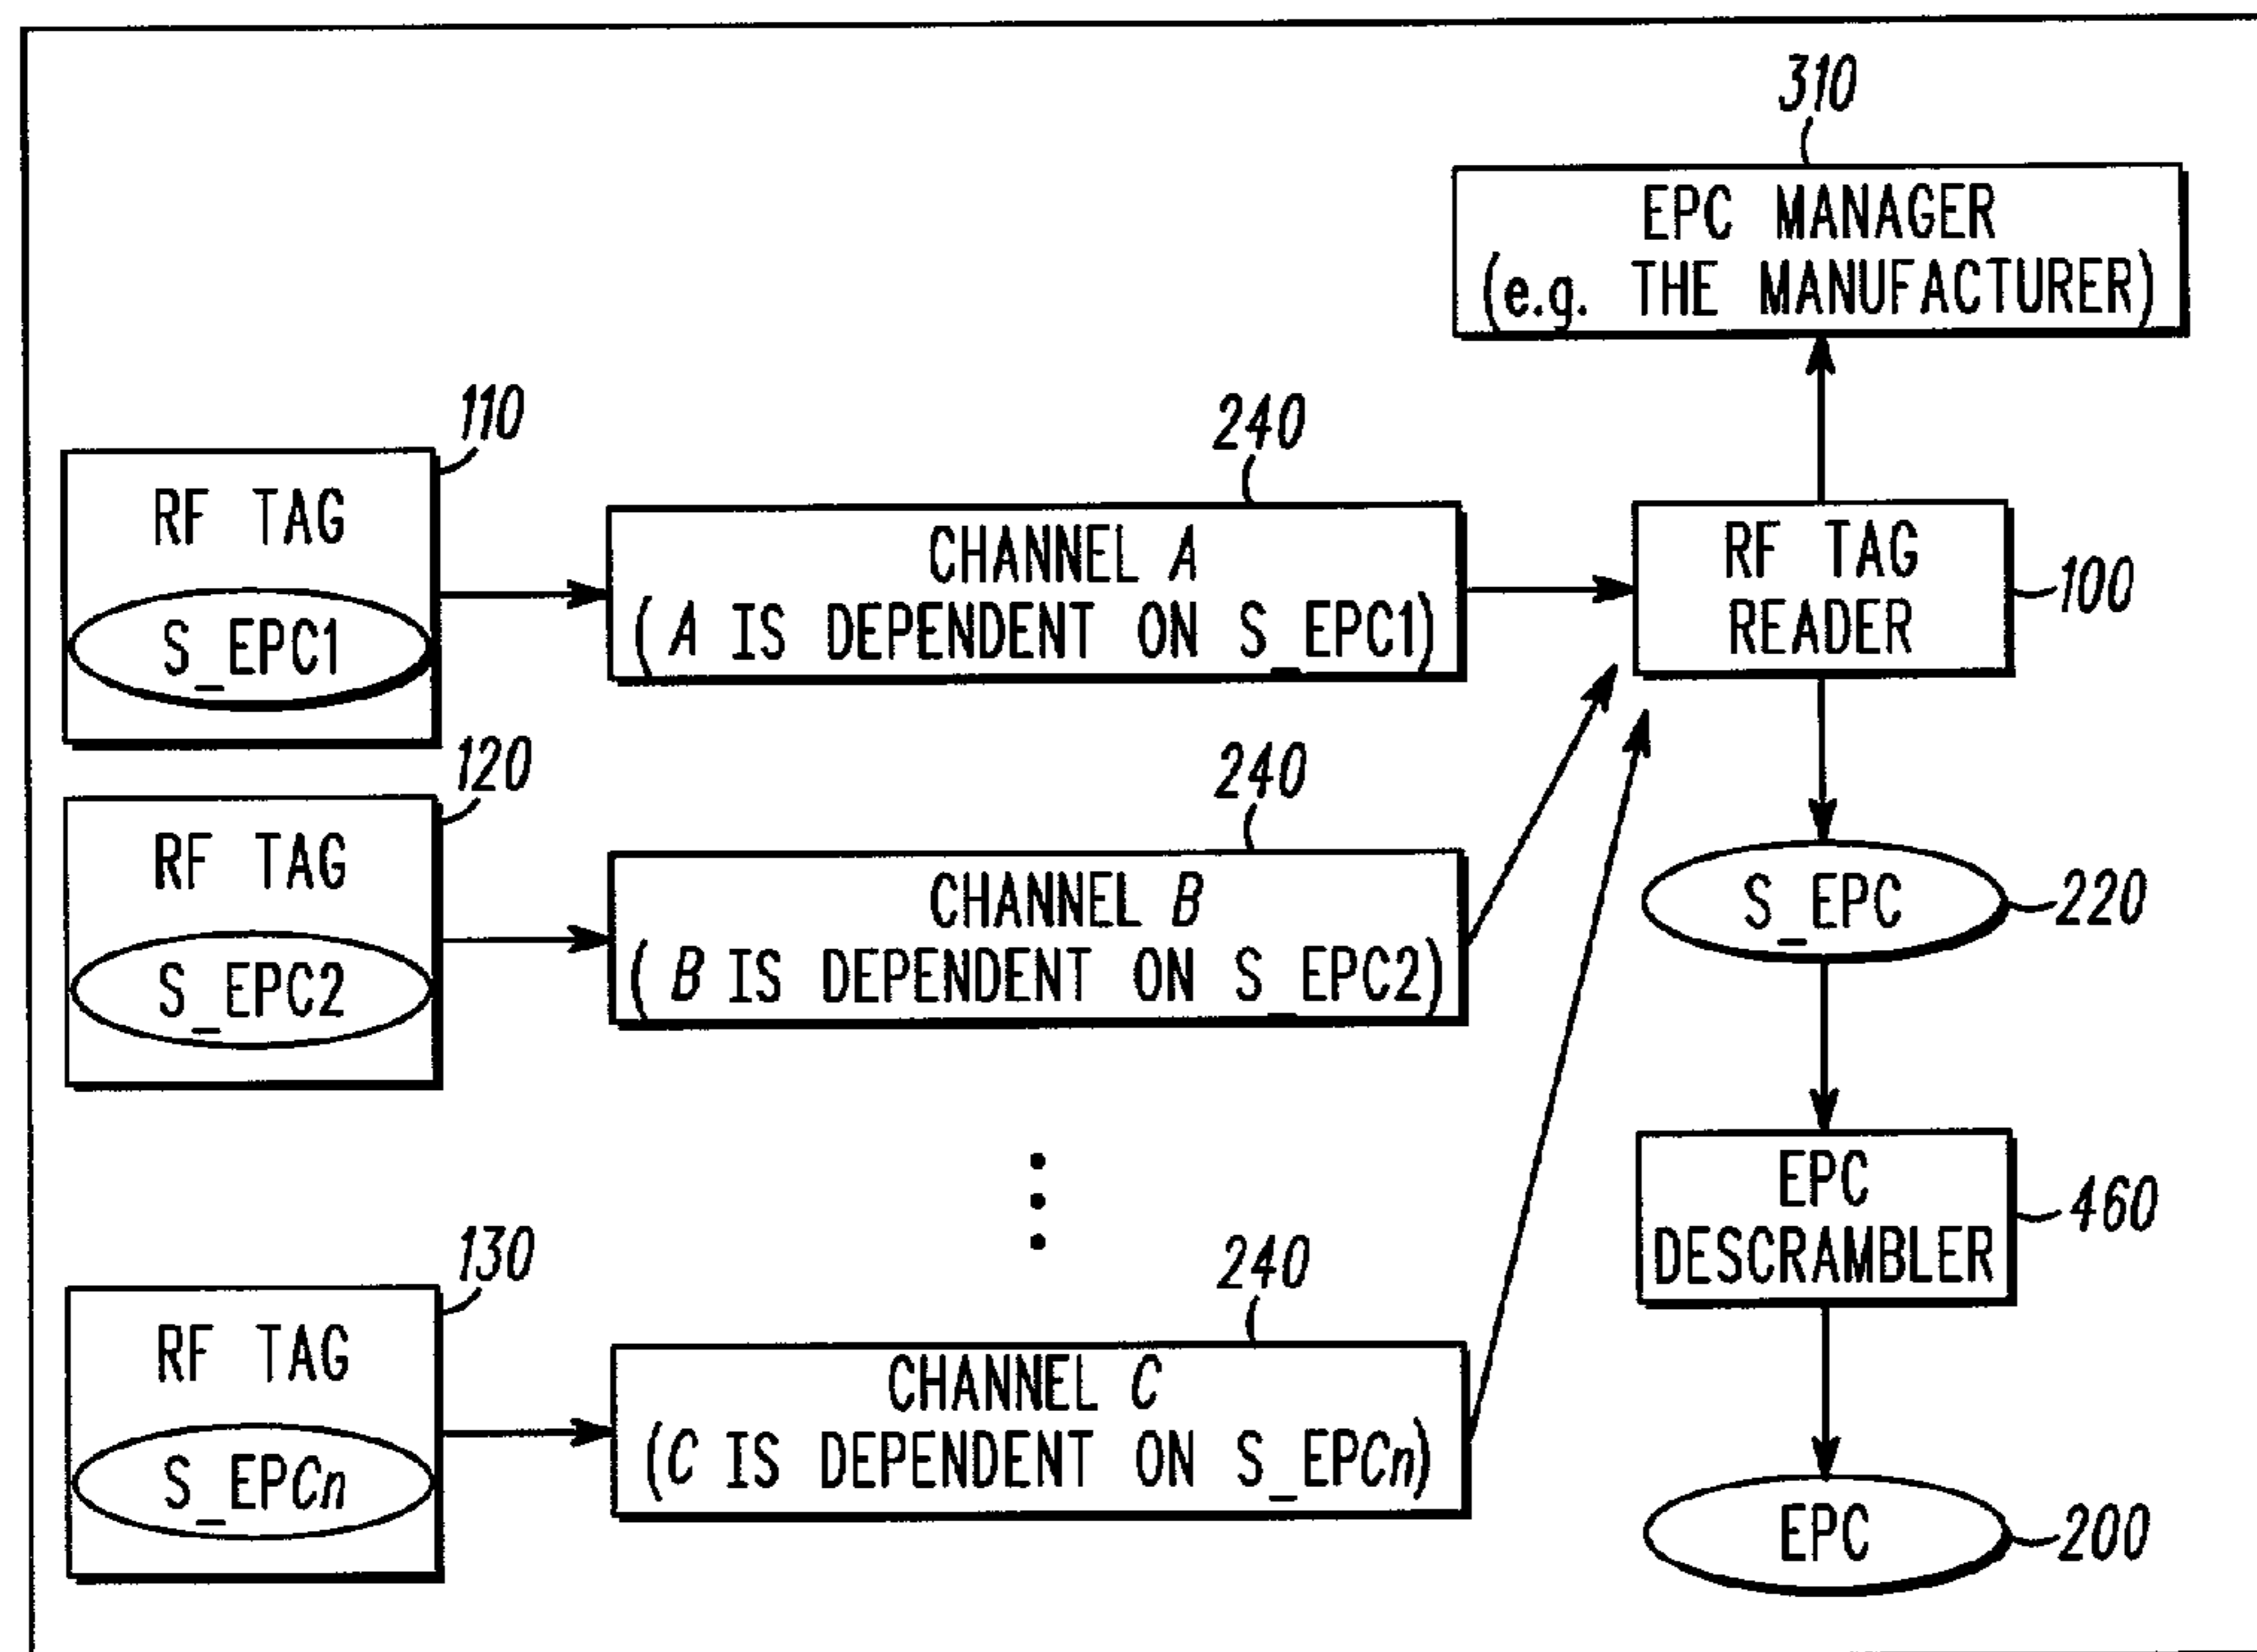 310
EPC MANAGER
(e.g. THE MANUFACTURER)
110
RF TAG
S_EPC1
240
CHANNEL A
(A IS DEPENDENT ON S_EPC1)
RF TAG
READER
100
120
RF TAG
S_EPC2
240
CHANNEL B
(B IS DEPENDENT ON S_EPC2)
S_EPC
220
EPC
DESCRAMBLER
460
130
RF TAG
S_EPCn
240
CHANNEL C
(C IS DEPENDENT ON S_EPCn)
EPC
200